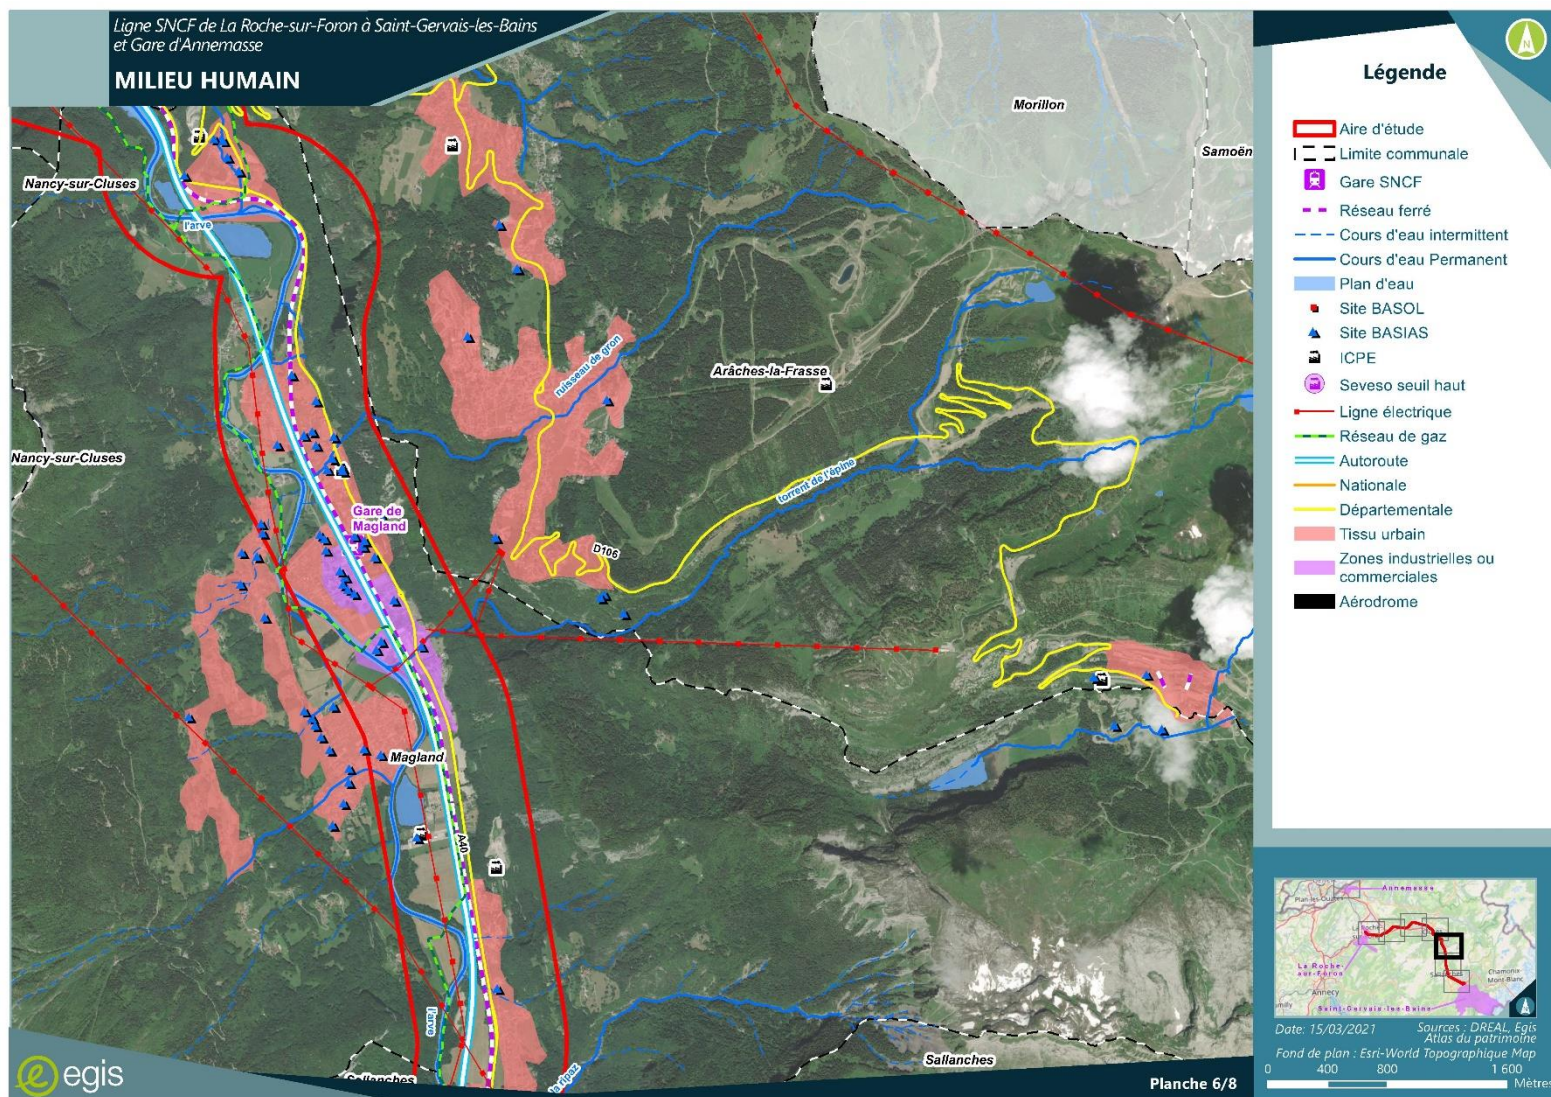 Ligne SNCF de La Roche-sur-Foron à Saint-Gervais-les-Bains
et Gare d'Annemasse
MILIEU HUMAIN
Morillon
Samoën
Nancy-sur-Cluses
l'arve
ruisseau de gron
Arâches-la-Frasse
Nancy-sur-Cluses
torrent de l'épine
Gare de
Magland
D106
Magland
A40
l'arve
la ripaz
Sallanches
Sallanches
egis
Planche 6/8
Légende
Aire d'étude
Limite communale
Gare SNCF
Réseau ferré
Cours d'eau intermittent
Cours d'eau Permanent
Plan d'eau
Site BASOL
Site BASIAS
ICPE
Seveso seuil haut
Ligne électrique
Réseau de gaz
Autoroute
Nationale
Départementale
Tissu urbain
Zones industrielles ou
commerciales
Aérodrome
N
Annemasse
Plan-les-Ouates
La Roche-
sur-Foron
Annecy
Chamonix
Mont-Blanc
Saint-Gervais-les-Bains
Date: 15/03/2021
Sources : DREAL, Egis
Atlas du patrimoine
Fond de plan : Esri-World Topographique Map
0 400 800 1 600
Mètres